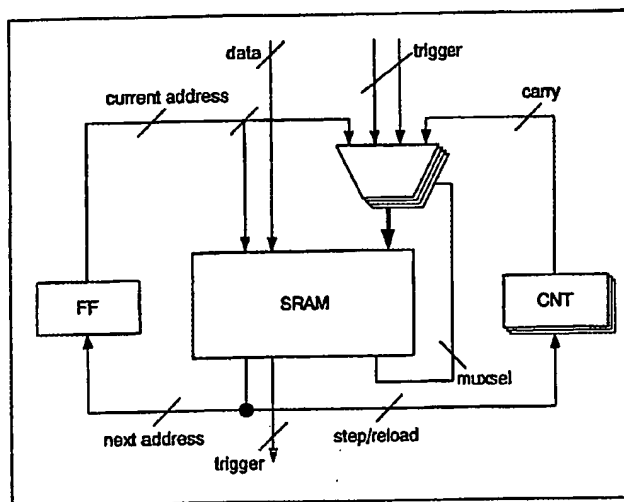 data
trigger
current address
carry
FF
SRAM
CNT
muxsel
next address
step/reload
trigger